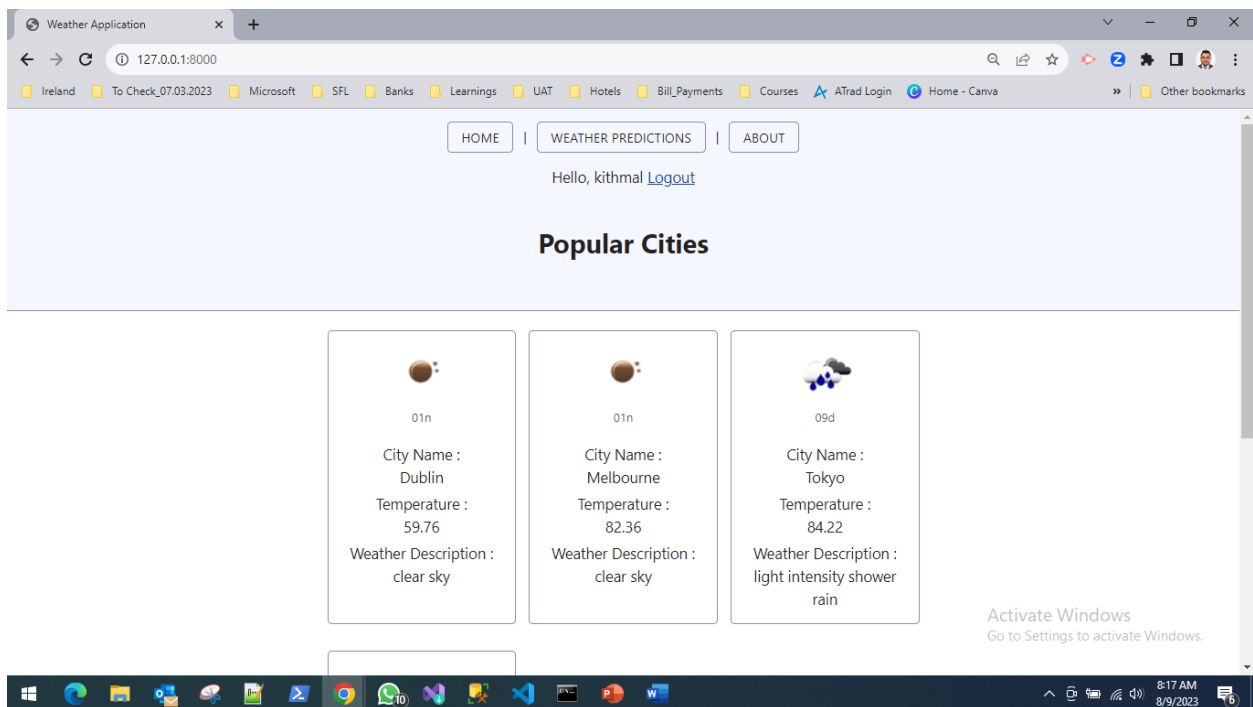 Weather Application
127.0.0.1:8000
Ireland To Check_07.03.2023 Microsoft SFL Banks Learnings UAT Hotels Bill_Payments Courses ATrad Login Home - Canva » Other bookmarks
HOME | WEATHER PREDICTIONS | ABOUT
Hello, kithmal Logout
Popular Cities
01n
City Name :
Dublin
Temperature :
59.76
Weather Description :
clear sky
01n
City Name :
Melbourne
Temperature :
82.36
Weather Description :
clear sky
09d
City Name :
Tokyo
Temperature :
84.22
Weather Description :
light intensity shower
rain
Activate Windows
Go to Settings to activate Windows.
10
8:17 AM
8/9/2023
6